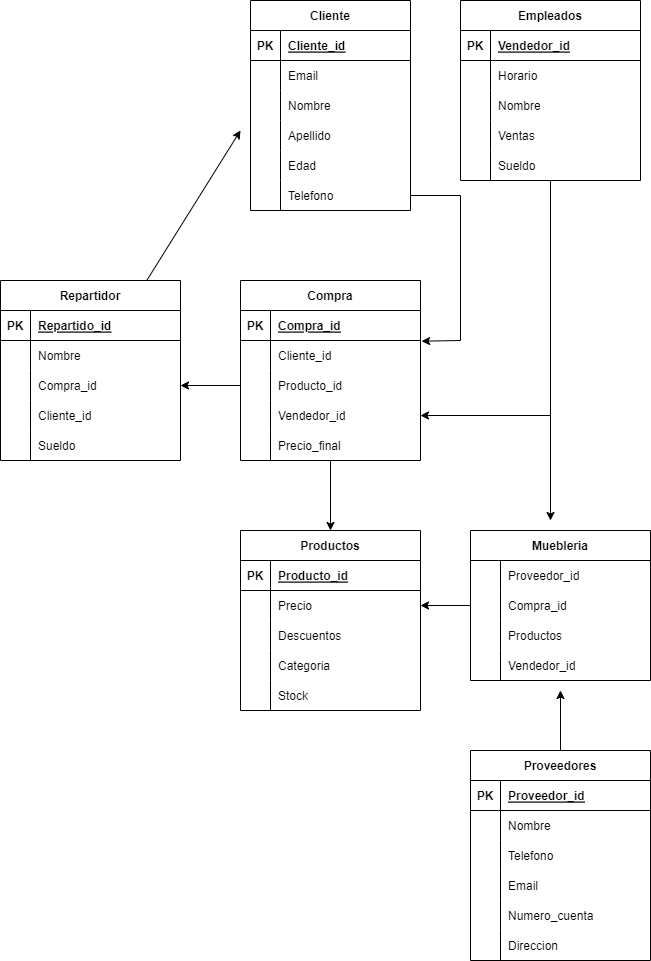 Cliente
PK Cliente_id
Email
Nombre
Apellido
Edad
Telefono
Empleados
PK Vendedor_id
Horario
Nombre
Ventas
Sueldo
Repartidor
PK Repartido_id
Nombre
Compra_id
Cliente_id
Sueldo
Compra
PK Compra_id
Cliente_id
Producto_id
Vendedor_id
Precio_final
Productos
PK Producto_id
Precio
Descuentos
Categoria
Stock
Muebleria
Proveedor_id
Compra_id
Productos
Vendedor_id
Proveedores
PK Proveedor_id
Nombre
Telefono
Email
Numero_cuenta
Direccion